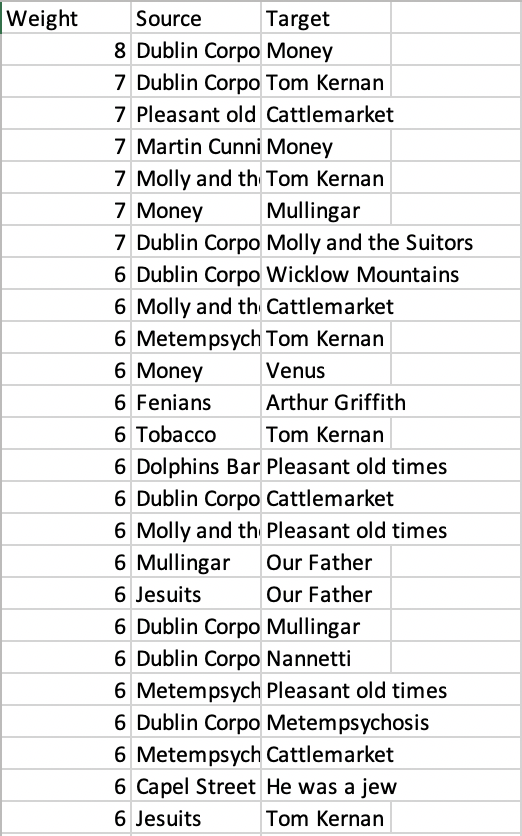 Weight Source Target
8 Dublin Corpo Money
7 Dublin Corpo Tom Kernan
7 Pleasant old Cattlemarket
7 Martin Cunni Money
7 Molly and th Tom Kernan
7 Money Mullingar
7 Dublin Corpo Molly and the Suitors
6 Dublin Corpo Wicklow Mountains
6 Molly and th Cattlemarket
6 Metempsych Tom Kernan
6 Money Venus
6 Fenians Arthur Griffith
6 Tobacco Tom Kernan
6 Dolphins Bar Pleasant old times
6 Dublin Corpo Cattlemarket
6 Molly and th Pleasant old times
6 Mullingar Our Father
6 Jesuits Our Father
6 Dublin Corpo Mullingar
6 Dublin Corpo Nannetti
6 Metempsych Pleasant old times
6 Dublin Corpo Metempsychosis
6 Metempsych Cattlemarket
6 Capel Street He was a jew
6 Jesuits Tom Kernan